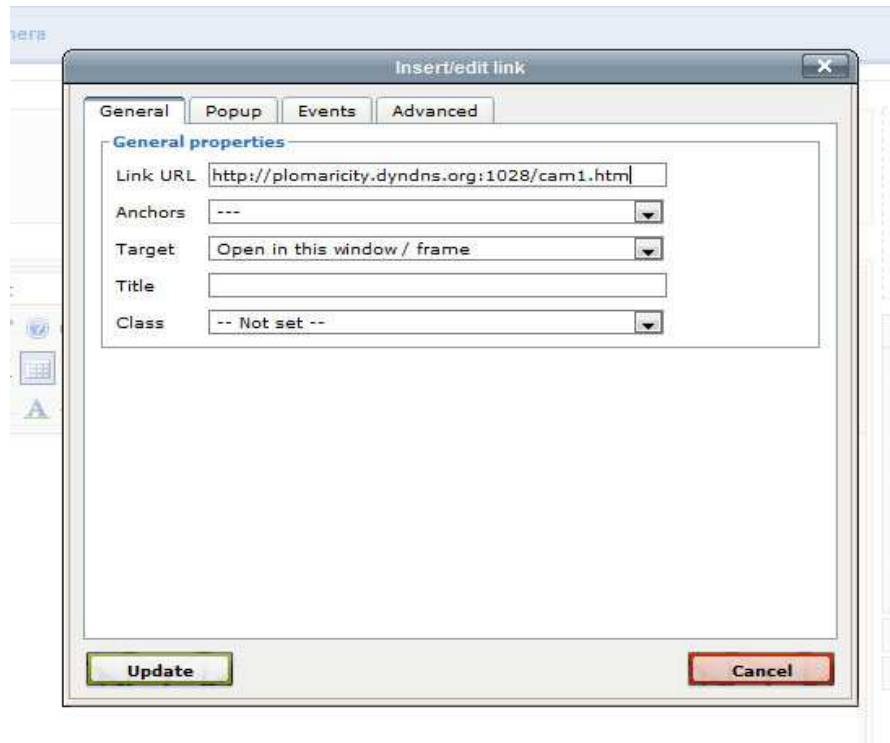 Insert/edit link
General Popup Events Advanced
General properties
Link URL http://plomaricity.dyndns.org:1028/cam1.htm
Anchors ---
Target Open in this window / frame
Title
Class -- Not set --
A
Update Cancel